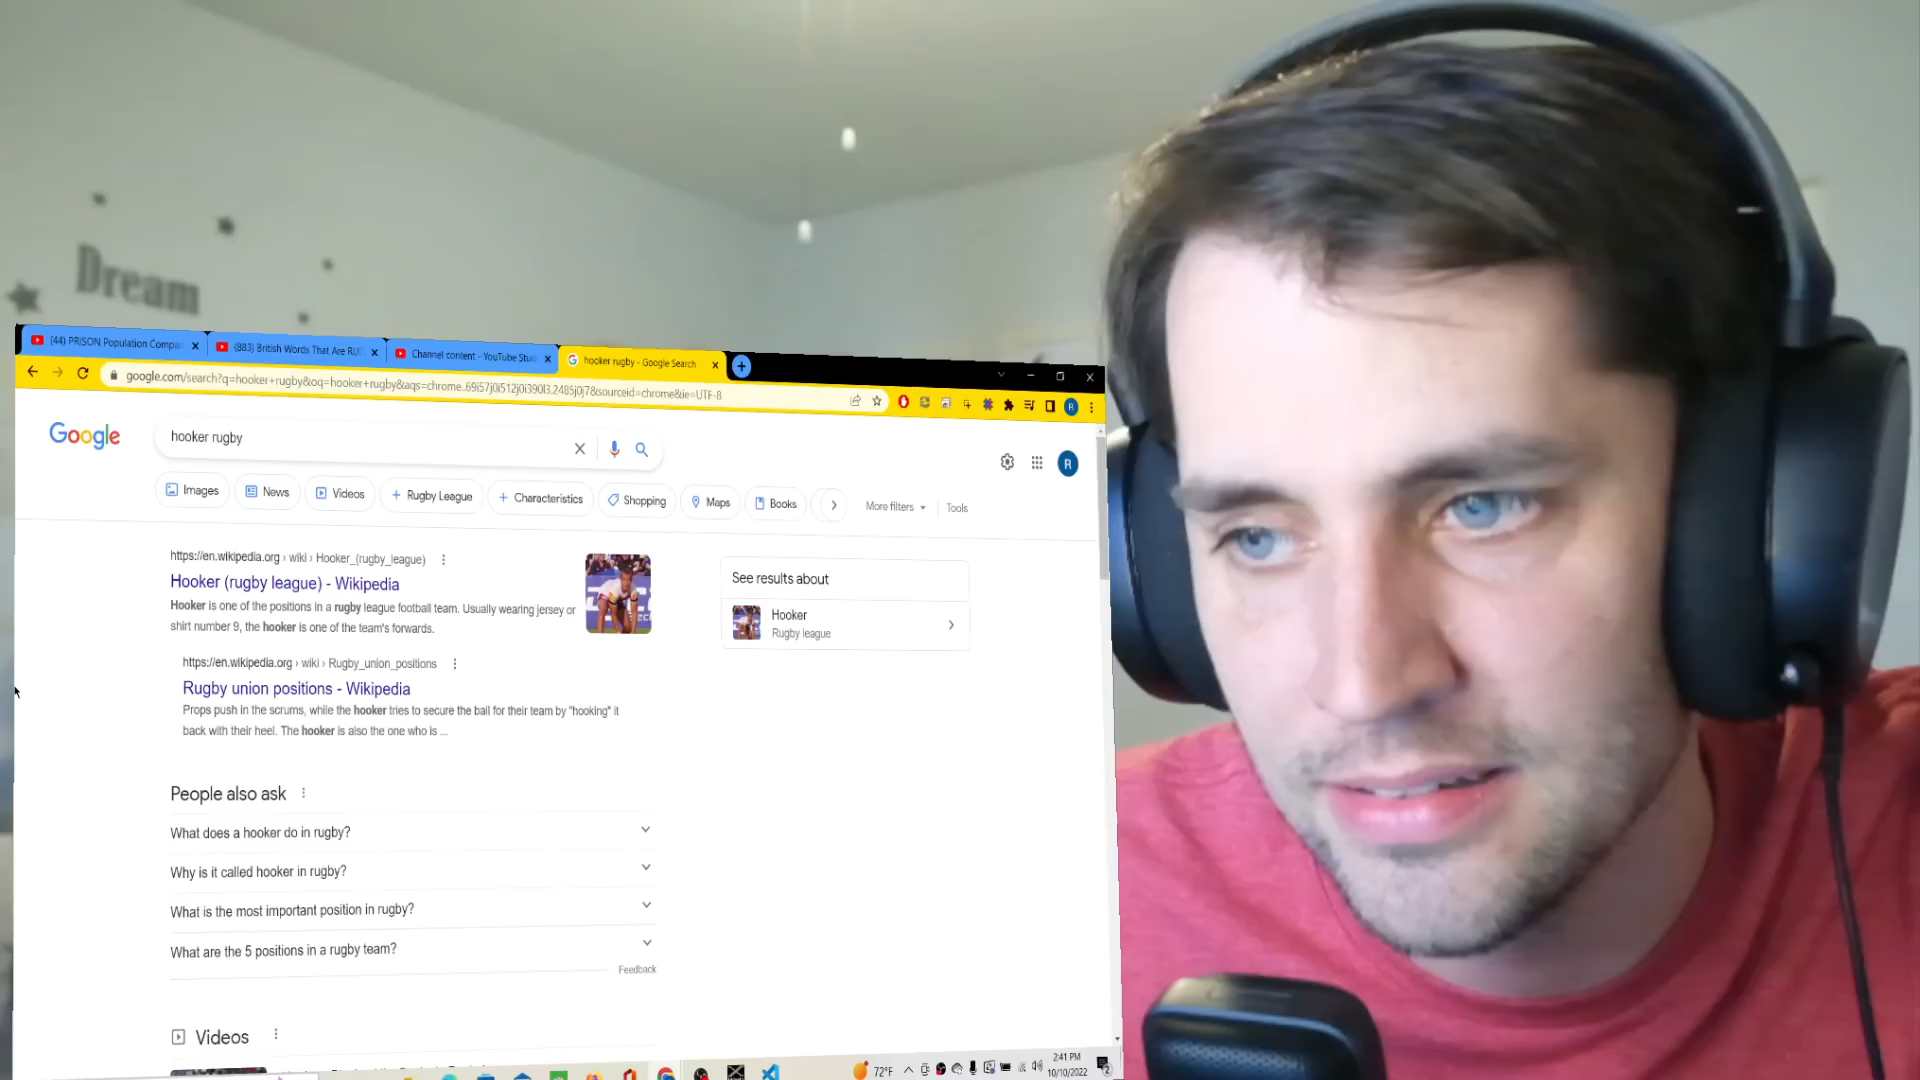 Dream
(44) PRISON Population Compa
(883) British Words That Are RU
Channel content - YouTube Stud
hooker rugby - Google Search
google.com/search?q=hooker+rugby&oq=hooker+rugby&aqs=chrome..69i57j0i512j0i390l3.2485j0j7&sourceid=chrome&ie=UTF-8
R
Google
hooker rugby
R
Images
News
Videos
Rugby League
Characteristics
Shopping
Maps
Books
More filters
Tools
https://en.wikipedia.org › wiki › Hooker_(rugby_league)
Hooker (rugby league) - Wikipedia
Hooker is one of the positions in a rugby league football team. Usually wearing jersey or
shirt number 9, the hooker is one of the team's forwards.
See results about
Hooker
Rugby league
https://en.wikipedia.org › wiki › Rugby_union_positions
Rugby union positions - Wikipedia
Props push in the scrums, while the hooker tries to secure the ball for their team by "hooking" it
back with their heel. The hooker is also the one who is ...
People also ask
What does a hooker do in rugby?
Why is it called hooker in rugby?
What is the most important position in rugby?
What are the 5 positions in a rugby team?
Feedback
Videos
72°F
2:41 PM
10/10/2022